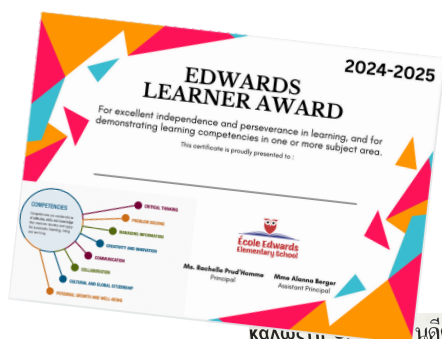 2024-2025
EDWARDS
LEARNER AWARD
For excellent independence and perseverance in learning, and for
demonstrating learning competencies in one or more subject area.
This certificate is proudly presented to :
COMPETENCIES
CRITICAL THINKING
PROBLEM SOLVING
MANAGING INFORMATION
CREATIVITY AND INNOVATION
COMMUNICATION
COLLABORATION
CULTURAL AND GLOBAL CITIZENSHIP
PERSONAL GROWTH AND WELL-BEING
École Edwards
Elementary School
Ms. Rachelle Prud'Homme
Principal
Mme Alanna Berger
Assistant Principal